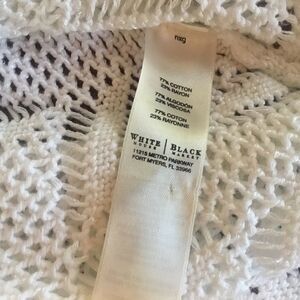 77% COTTON
23% RAYON
77% ALGODÓN
23% VISCOSA
77% COTON
23% RAYONNE
WHITE | BLACK
HOUSE | MARKET
11215 METRO PARKWAY
FORT MYERS, FL 33966